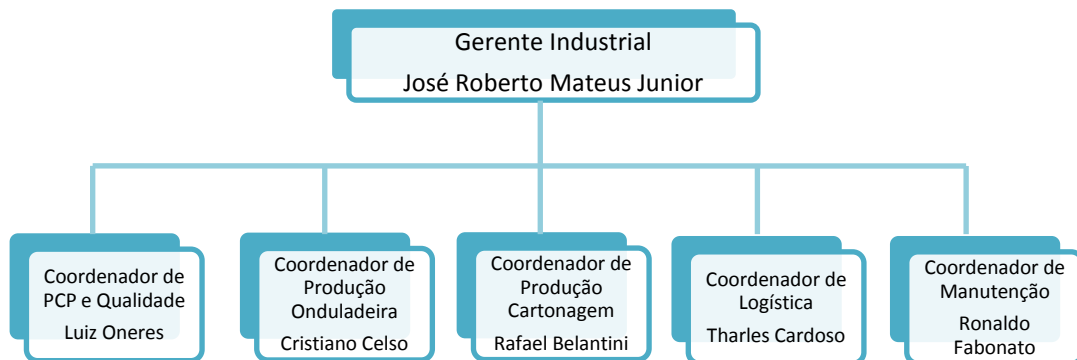 Gerente Industrial
José Roberto Mateus Junior
Coordenador de
PCP e Qualidade
Luiz Oneres
Coordenador de
Produção
Onduladeira
Cristiano Celso
Coordenador de
Produção
Cartonagem
Rafael Belantini
Coordenador de
Logística
Tharles Cardoso
Coordenador de
Manutenção
Ronaldo
Fabonato